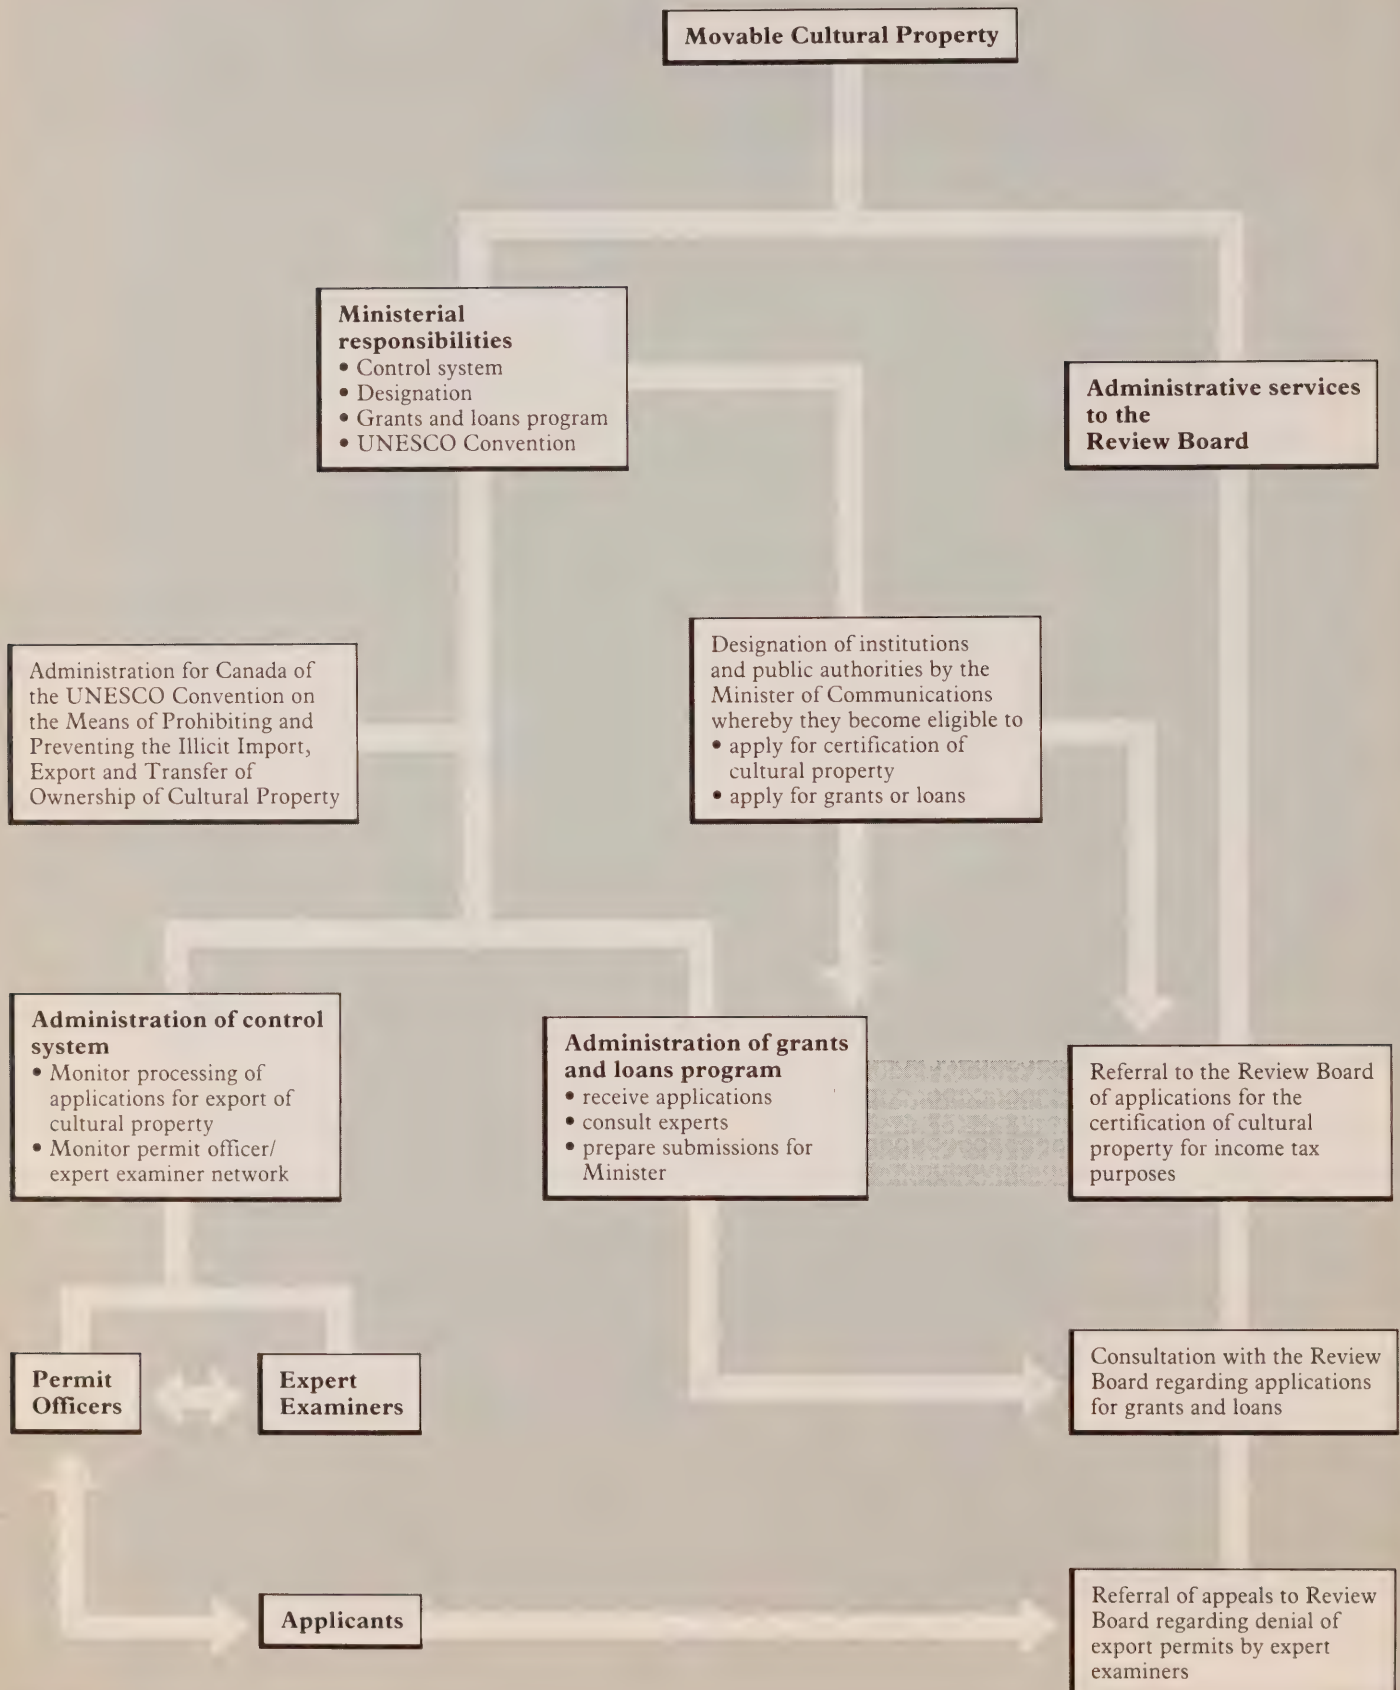 Movable Cultural Property
Ministerial
responsibilities
• Control system
• Designation
• Grants and loans program
• UNESCO Convention
Administrative services
to the
Review Board
Administration for Canada of
the UNESCO Convention on
the Means of Prohibiting and
Preventing the Illicit Import,
Export and Transfer of
Ownership of Cultural Property
Designation of institutions
and public authorities by the
Minister of Communications
whereby they become eligible to
• apply for certification of
cultural property
• apply for grants or loans
Administration of control
system
• Monitor processing of
applications for export of
cultural property
• Monitor permit officer/
expert examiner network
Administration of grants
and loans program
• receive applications
• consult experts
• prepare submissions for
Minister
Referral to the Review Board
of applications for the
certification of cultural
property for income tax
purposes
Permit
Officers
Expert
Examiners
Consultation with the Review
Board regarding applications
for grants and loans
Applicants
Referral of appeals to Review
Board regarding denial of
export permits by expert
examiners